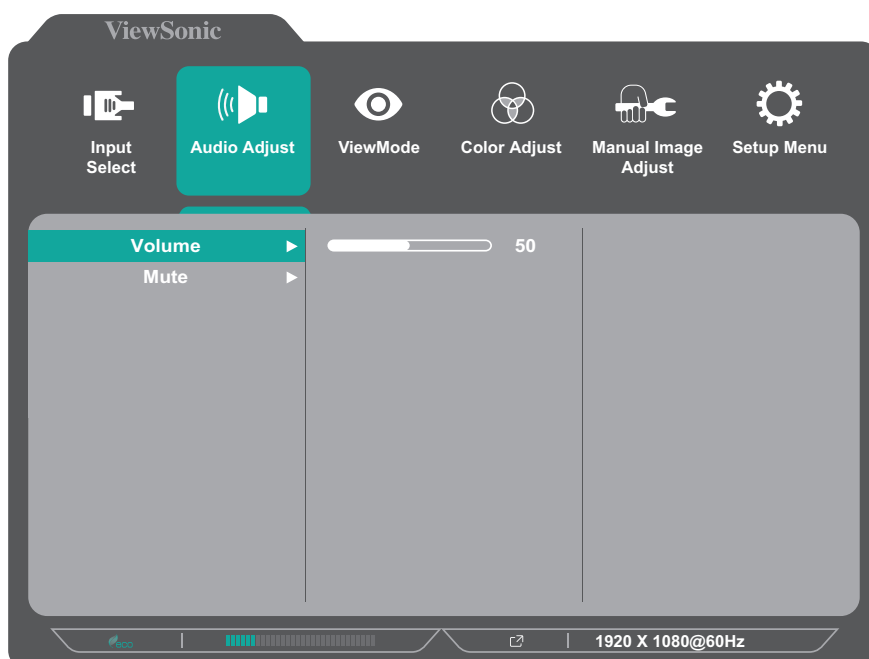 ViewSonic
Input
Select
Audio Adjust
ViewMode
Color Adjust
Manual Image
Adjust
Setup Menu
Volume
50
Mute
eco
1920 X 1080@60Hz